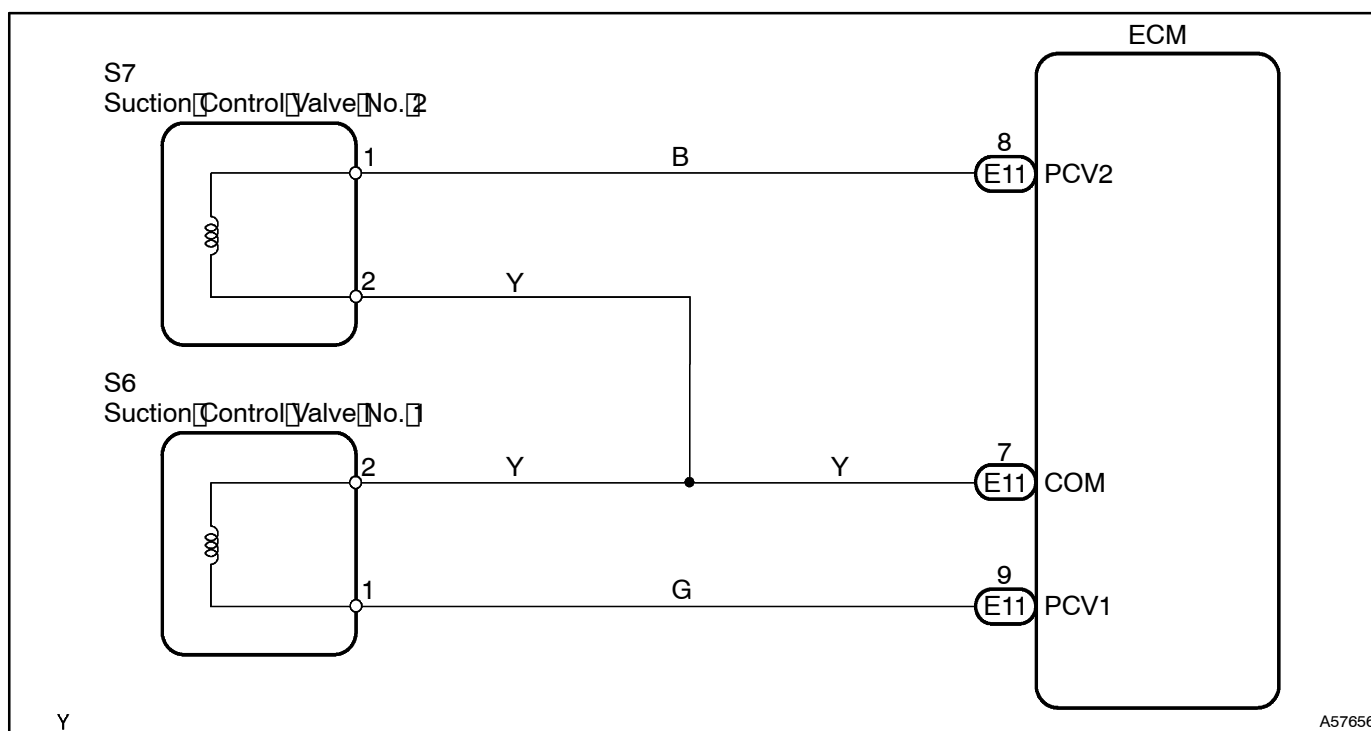 ECM
S7
Suction Control Valve No. 2
1
B
8
E11
PCV2
2
Y
S6
Suction Control Valve No. 1
2
Y
Y
7
E11
COM
1
G
9
E11
PCV1
Y
A57656